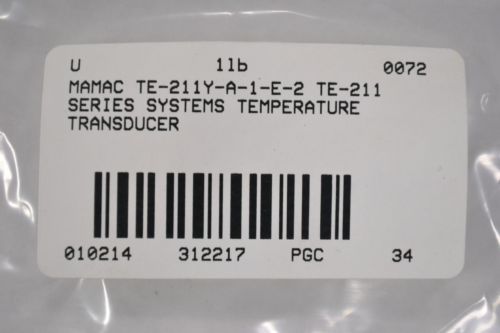 U 1lb 0072
MAMAC TE-211Y-A-1-E-2 TE-211
SERIES SYSTEMS TEMPERATURE
TRANSDUCER
010214 312217 PGC 34